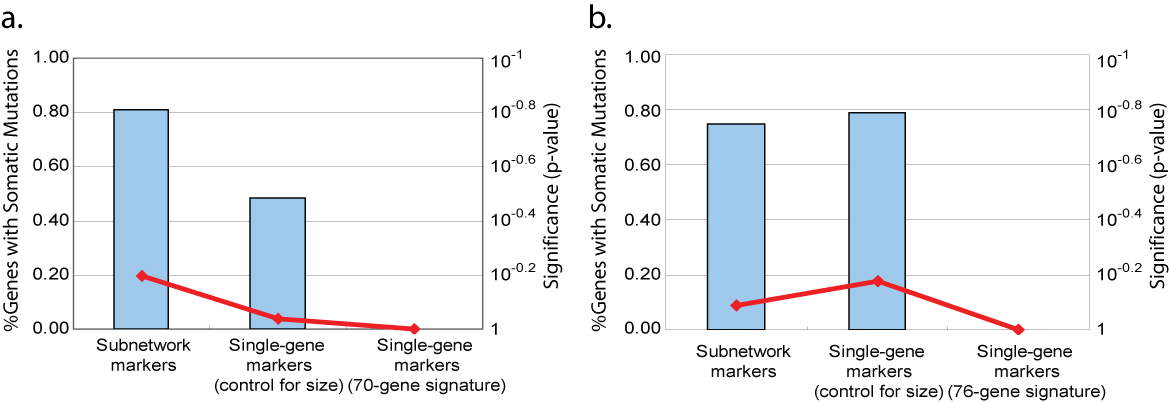 a.
%Genes with Somatic Mutations
1.00
0.80
0.60
0.40
0.20
0.00
10-1
10-0.8
10-0.6
10-0.4
10-0.2
1
Significance (p-value)
Subnetwork
markers
Single-gene
markers
(control for size)
Single-gene
markers
(70-gene signature)
b.
%Genes with Somatic Mutations
1.00
0.80
0.60
0.40
0.20
0.00
10-1
10-0.8
10-0.6
10-0.4
10-0.2
1
Significance (p-value)
Subnetwork
markers
Single-gene
markers
(control for size)
Single-gene
markers
(76-gene signature)